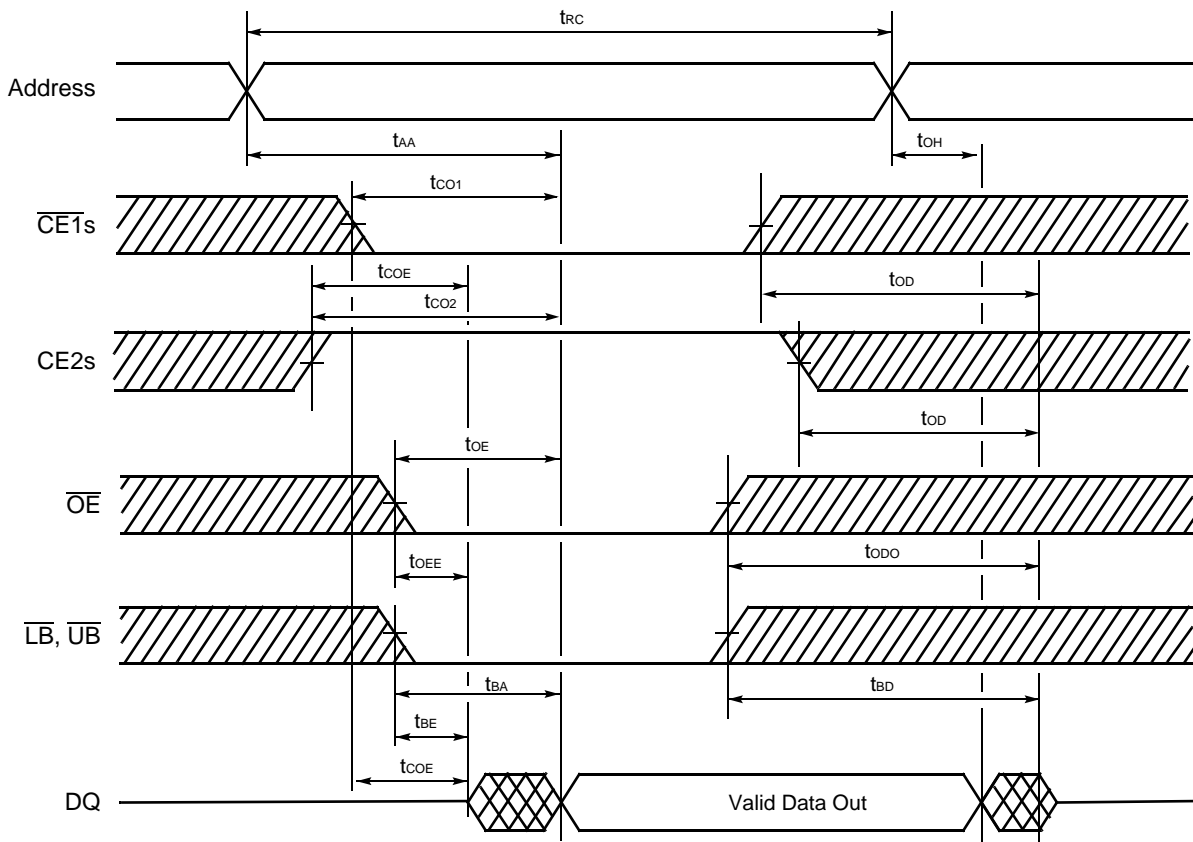 tRC
Address
tAA
tOH
tCO1
CE1s
tCOE
tOD
tCO2
CE2s
tOD
tOE
OE
tOEE
tODO
LB, UB
tBA
tBD
tBE
tCOE
DQ
Valid Data Out